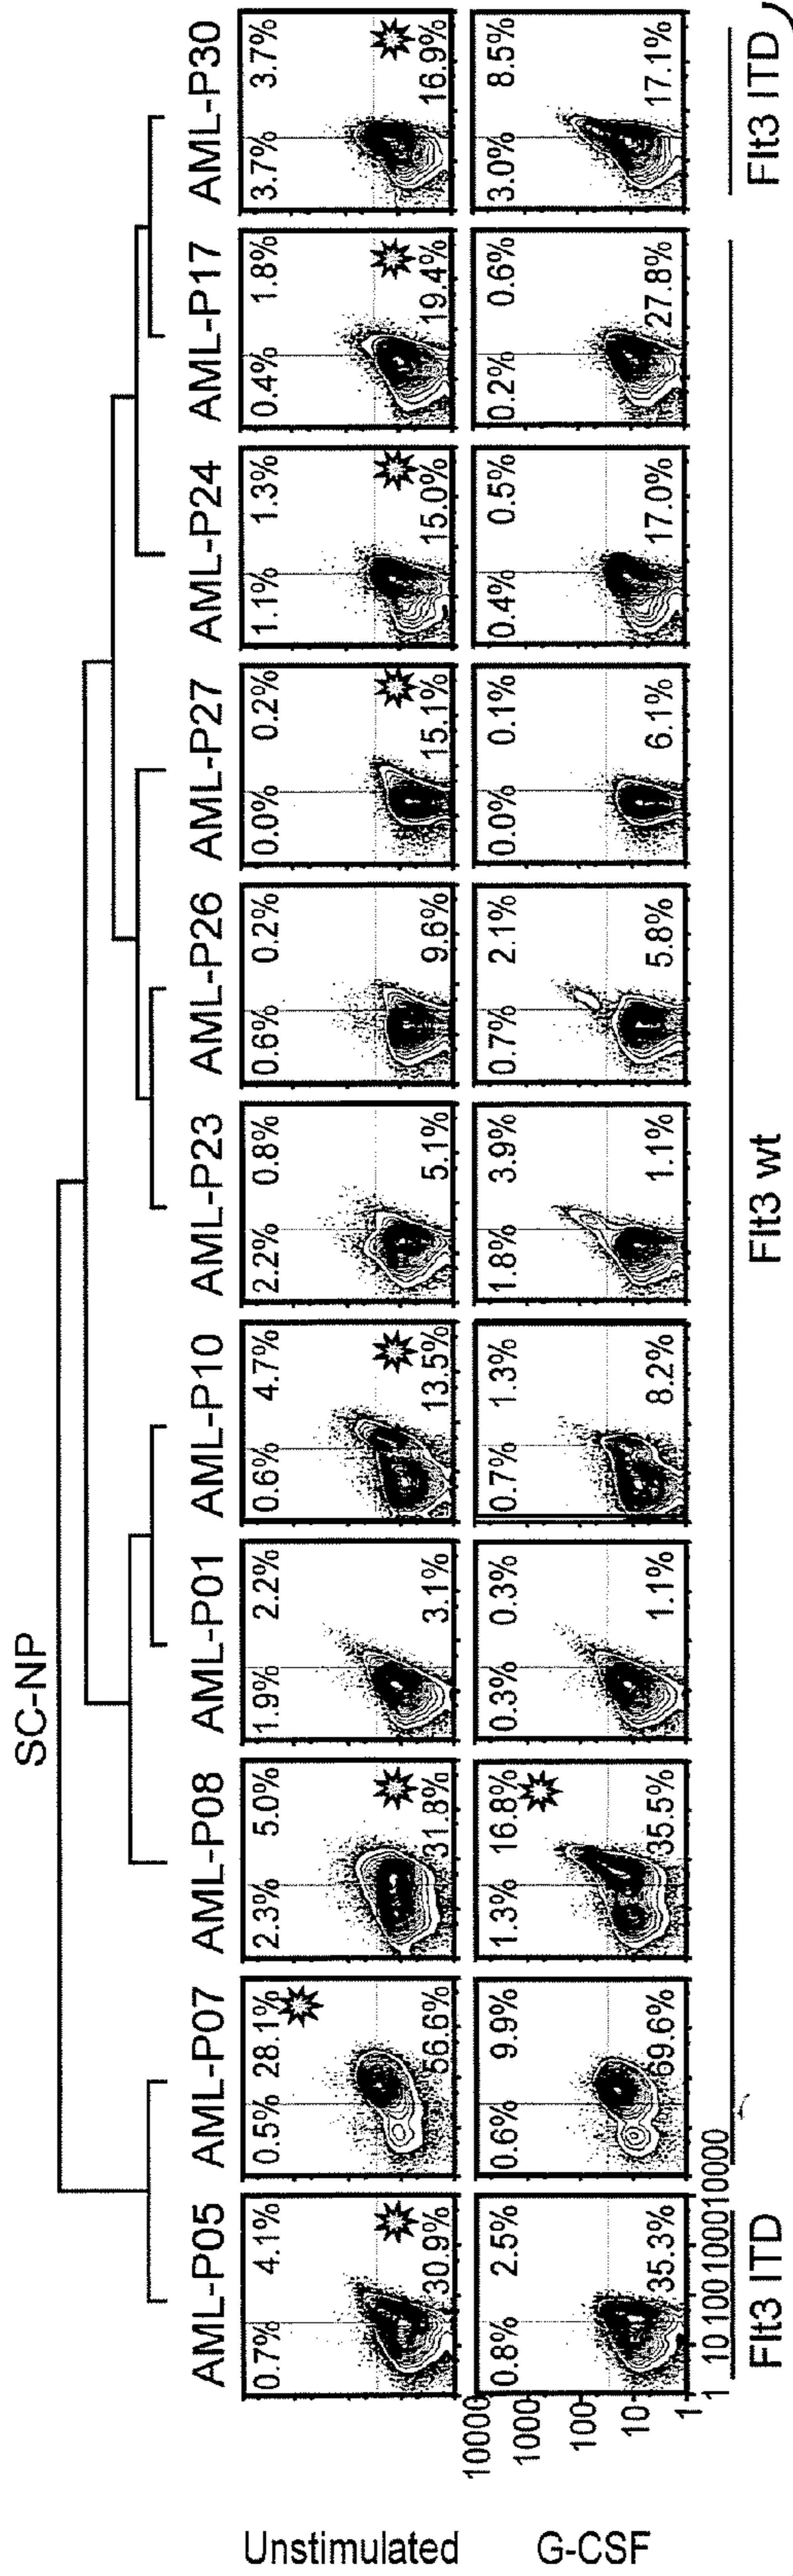 SC-NP
AML-P05 AML-P07 AML-P08 AML-P01 AML-P10 AML-P23 AML-P26 AML-P27 AML-P24 AML-P17 AML-P30
Unstimulated
0.7% 4.1% 0.5% 28.1% 2.3% 5.0% 1.9% 2.2% 0.6% 4.7% 2.2% 0.8% 0.6% 0.2% 0.0% 0.2% 1.1% 1.3% 0.4% 1.8% 3.7% 3.7%
30.9% 56.6% 31.8% 3.1% 13.5% 5.1% 9.6% 15.1% 15.0% 19.4% 16.9%
G-CSF
0.8% 2.5% 0.6% 9.9% 1.3% 16.8% 0.3% 0.3% 0.7% 1.3% 1.8% 3.9% 0.7% 2.1% 0.0% 0.1% 0.4% 0.5% 0.2% 0.6% 3.0% 8.5%
35.3% 69.6% 35.5% 1.1% 8.2% 1.1% 5.8% 6.1% 17.0% 27.8% 17.1%
10000
1000
100
10
1
1 10 100 1000 10000
Flt3 ITD Flt3 wt Flt3 ITD